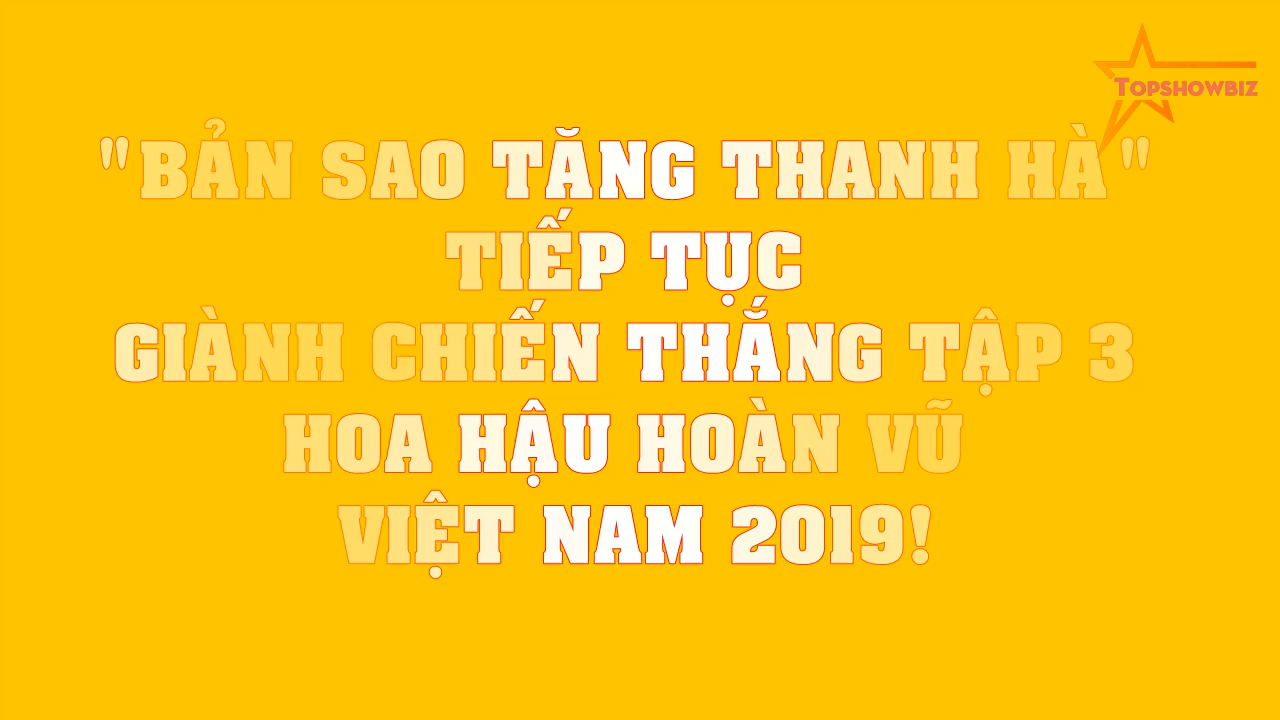 TOPSHOWBIZ
"BẢN SAO TĂNG THANH HÀ"
TIẾP TỤC
GIÀNH CHIẾN THẮNG TẬP 3
HOA HẬU HOÀN VŨ
VIỆT NAM 2019!